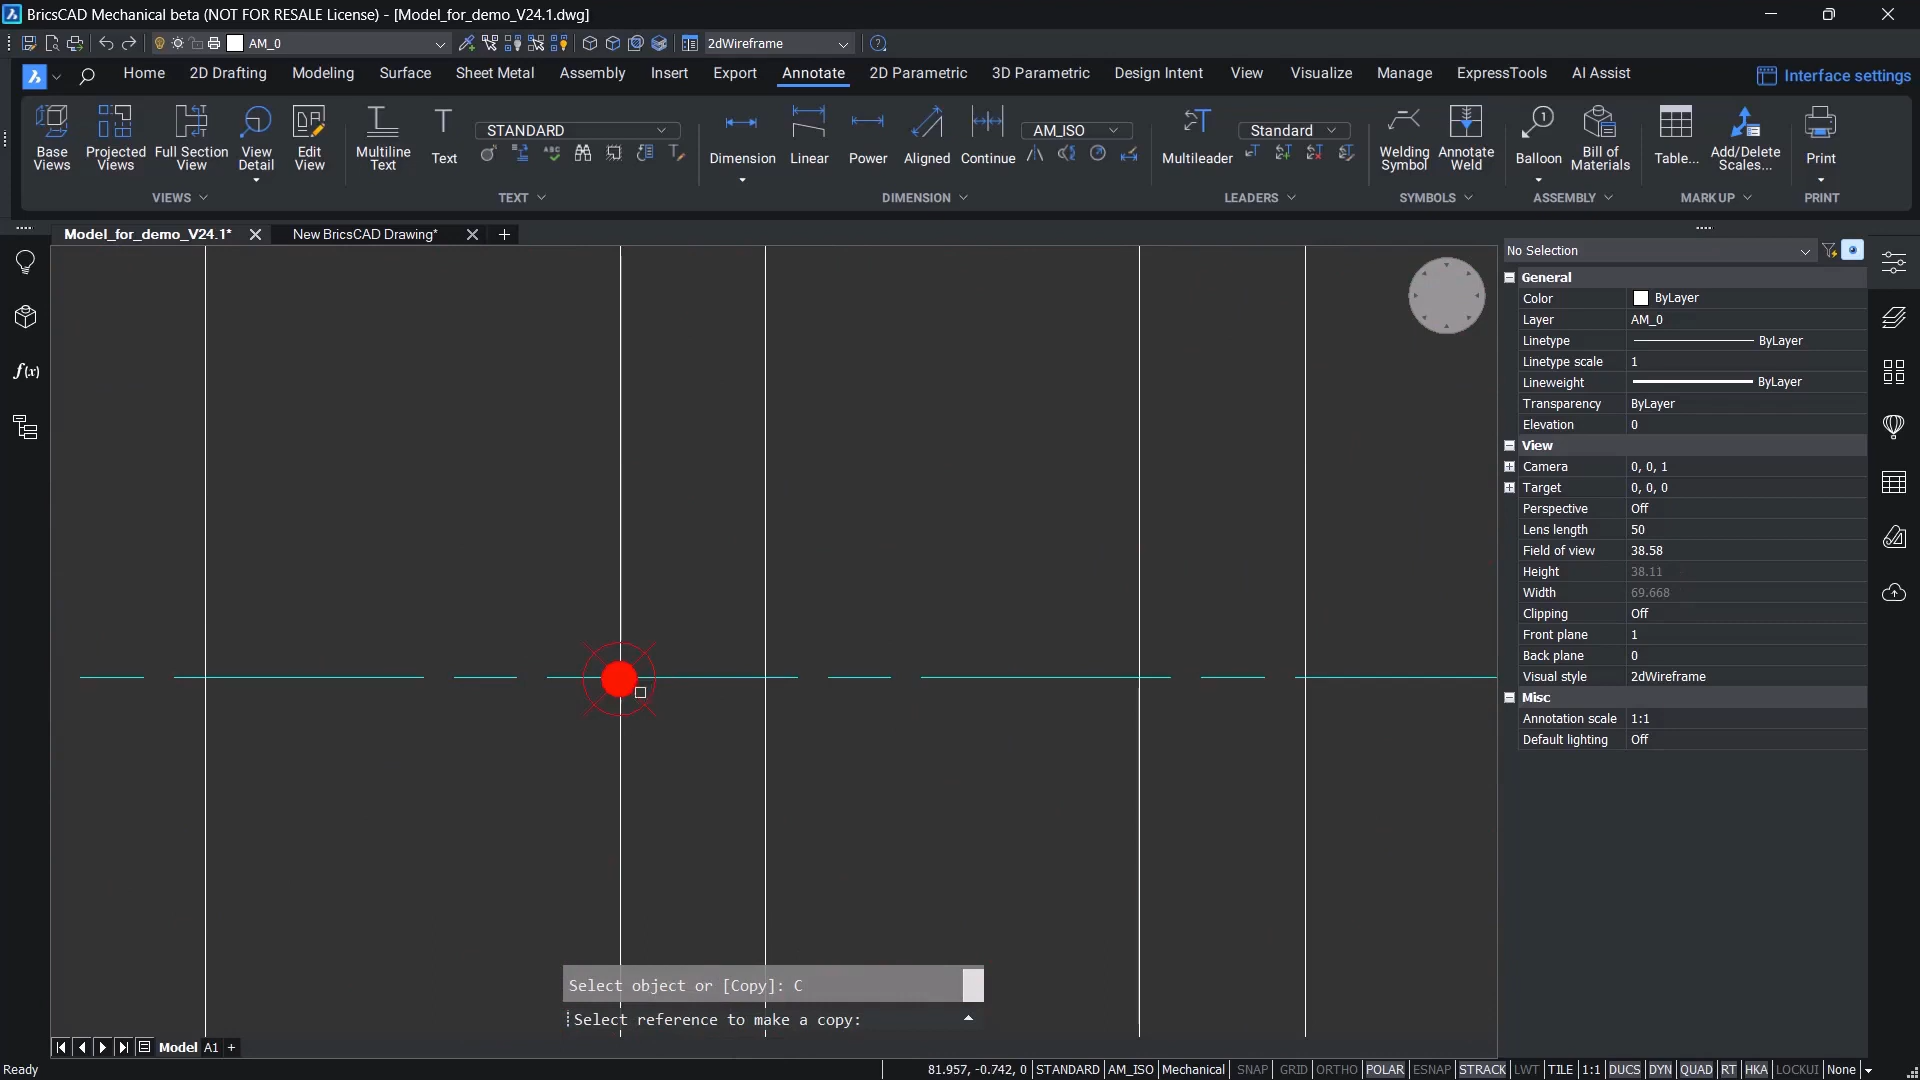 BricsCAD Mechanical beta (NOT FOR RESALE License) - [Model_for_demo_V24.1.dwg]
AM_0
2dWireframe
Home
2D Drafting
Modeling
Surface
Sheet Metal
Assembly
Insert
Export
Annotate
2D Parametric
3D Parametric
Design Intent
View
Visualize
Manage
ExpressTools
AI Assist
Interface settings
Base Views
Projected Views
Full Section View
View Detail
Edit View
Multiline Text
Text
STANDARD
Dimension
Linear
Power
Aligned
Continue
AM_ISO
Multileader
Standard
Welding Symbol
Annotate Weld
Balloon
Bill of Materials
Table...
Add/Delete Scales...
Print
VIEWS
TEXT
DIMENSION
LEADERS
SYMBOLS
ASSEMBLY
MARKUP
PRINT
Model_for_demo_V24.1*
New BricsCAD Drawing*
f(x)
No Selection
General
Color ByLayer
Layer AM_0
Linetype ByLayer
Linetype scale 1
Lineweight ByLayer
Transparency ByLayer
Elevation 0
View
Camera 0, 0, 1
Target 0, 0, 0
Perspective Off
Lens length 50
Field of view 38.58
Height 38.11
Width 69.668
Clipping Off
Front plane 1
Back plane 0
Visual style 2dWireframe
Misc
Annotation scale 1:1
Default lighting Off
Select object or [Copy]: C
Select reference to make a copy:
Model A1 +
Ready
81.957, -0.742, 0 STANDARD AM_ISO Mechanical SNAP GRID ORTHO POLAR ESNAP STRACK LWT TILE 1:1 DUCS DYN QUAD RT HKA LOCKUI None